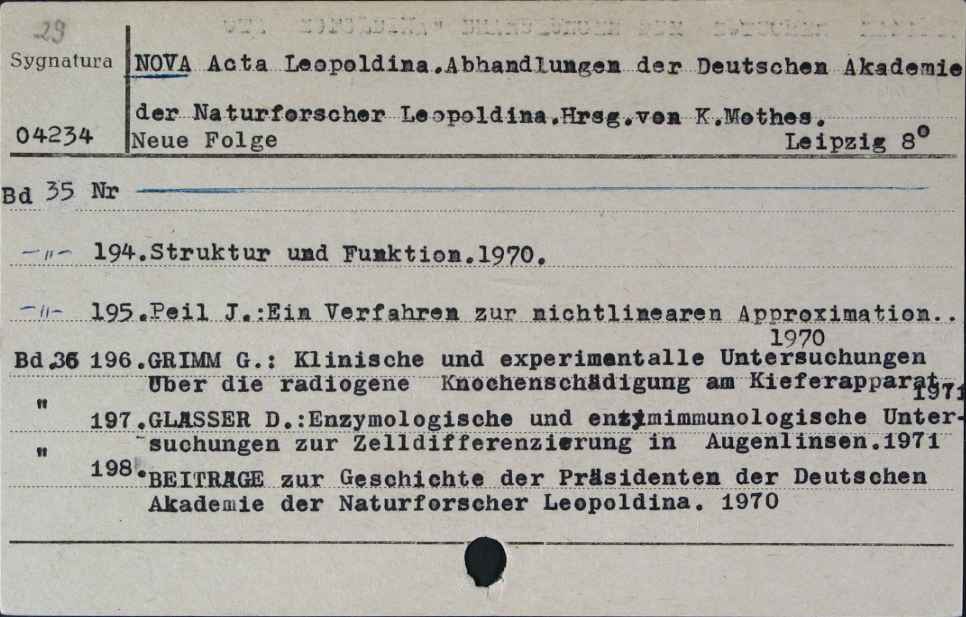 29
Sygnatura NOVA Acta Leopoldina.Abhandlungen der Deutschen Akademie
der Naturforscher Leopoldina.Hrsg.von K.Mothes.
04234 Neue Folge Leipzig 8°
Bd 35 Nr
-"- 194.Struktur und Funktion.1970.
-"- 195.Peil J.:Ein Verfahren zur nichtlinearen Approximation..
1970
Bd.36 196.GRIMM G.: Klinische und experimentalle Untersuchungen
Über die radiogene Knochenschädigung am Kieferapparat.
1971
" 197.GLASSER D.:Enzymologische und enzymimmunologische Unter-
suchungen zur Zelldifferenzierung in Augenlinsen.1971
" 198.BEITRAGE zur Geschichte der Präsidenten der Deutschen
Akademie der Naturforscher Leopoldina. 1970